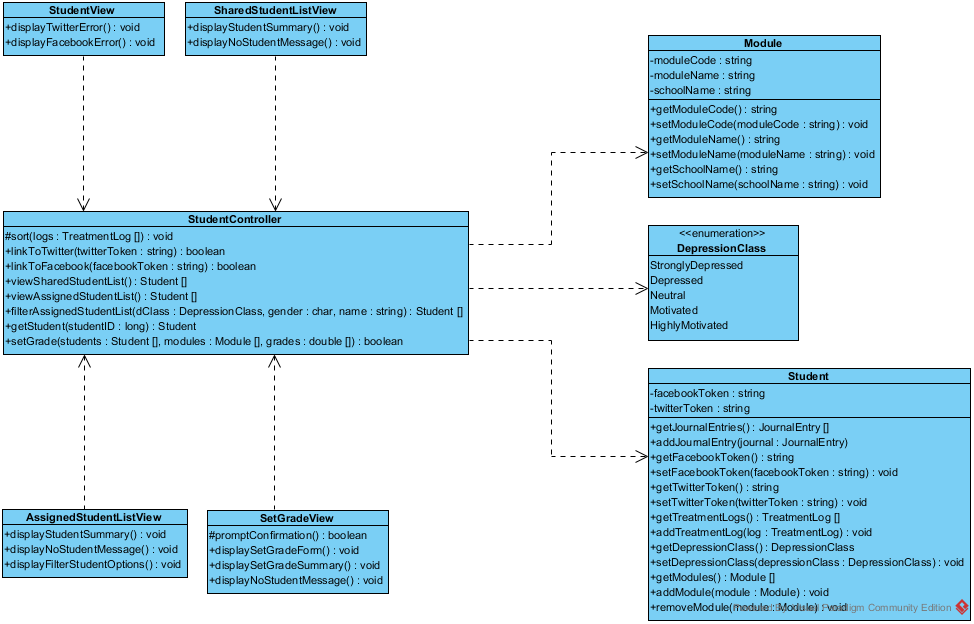 StudentView
+displayTwitterError() : void
+displayFacebookError() : void
SharedStudentListView
+displayStudentSummary() : void
+displayNoStudentMessage() : void
Module
-moduleCode : string
-moduleName : string
-schoolName : string
+getModuleCode() : string
+setModuleCode(moduleCode : string) : void
+getModuleName() : string
+setModuleName(moduleName : string) : void
+getSchoolName() : string
+setSchoolName(schoolName : string) : void
StudentController
#sort(logs : TreatmentLog []) : void
+linkToTwitter(twitterToken : string) : boolean
+linkToFacebook(facebookToken : string) : boolean
+viewSharedStudentList() : Student []
+viewAssignedStudentList() : Student []
+filterAssignedStudentList(dClass : DepressionClass, gender : char, name : string) : Student []
+getStudent(studentID : long) : Student
+setGrade(students : Student [], modules : Module [], grades : double []) : boolean
<<enumeration>>
DepressionClass
StronglyDepressed
Depressed
Neutral
Motivated
HighlyMotivated
Student
-facebookToken : string
-twitterToken : string
+getJournalEntries() : JournalEntry []
+addJournalEntry(journal : JournalEntry)
+getFacebookToken() : string
+setFacebookToken(facebookToken : string) : void
+getTwitterToken() : string
+setTwitterToken(twitterToken : string) : void
+getTreatmentLogs() : TreatmentLog []
+addTreatmentLog(log : TreatmentLog) : void
+getDepressionClass() : DepressionClass
+setDepressionClass(depressionClass : DepressionClass) : void
+getModules() : Module []
+addModule(module : Module) : void
+removeModule(module : Module) : void
Community Edition
AssignedStudentListView
+displayStudentSummary() : void
+displayNoStudentMessage() : void
+displayFilterStudentOptions() : void
SetGradeView
#promptConfirmation() : boolean
+displaySetGradeForm() : void
+displaySetGradeSummary() : void
+displayNoStudentMessage() : void